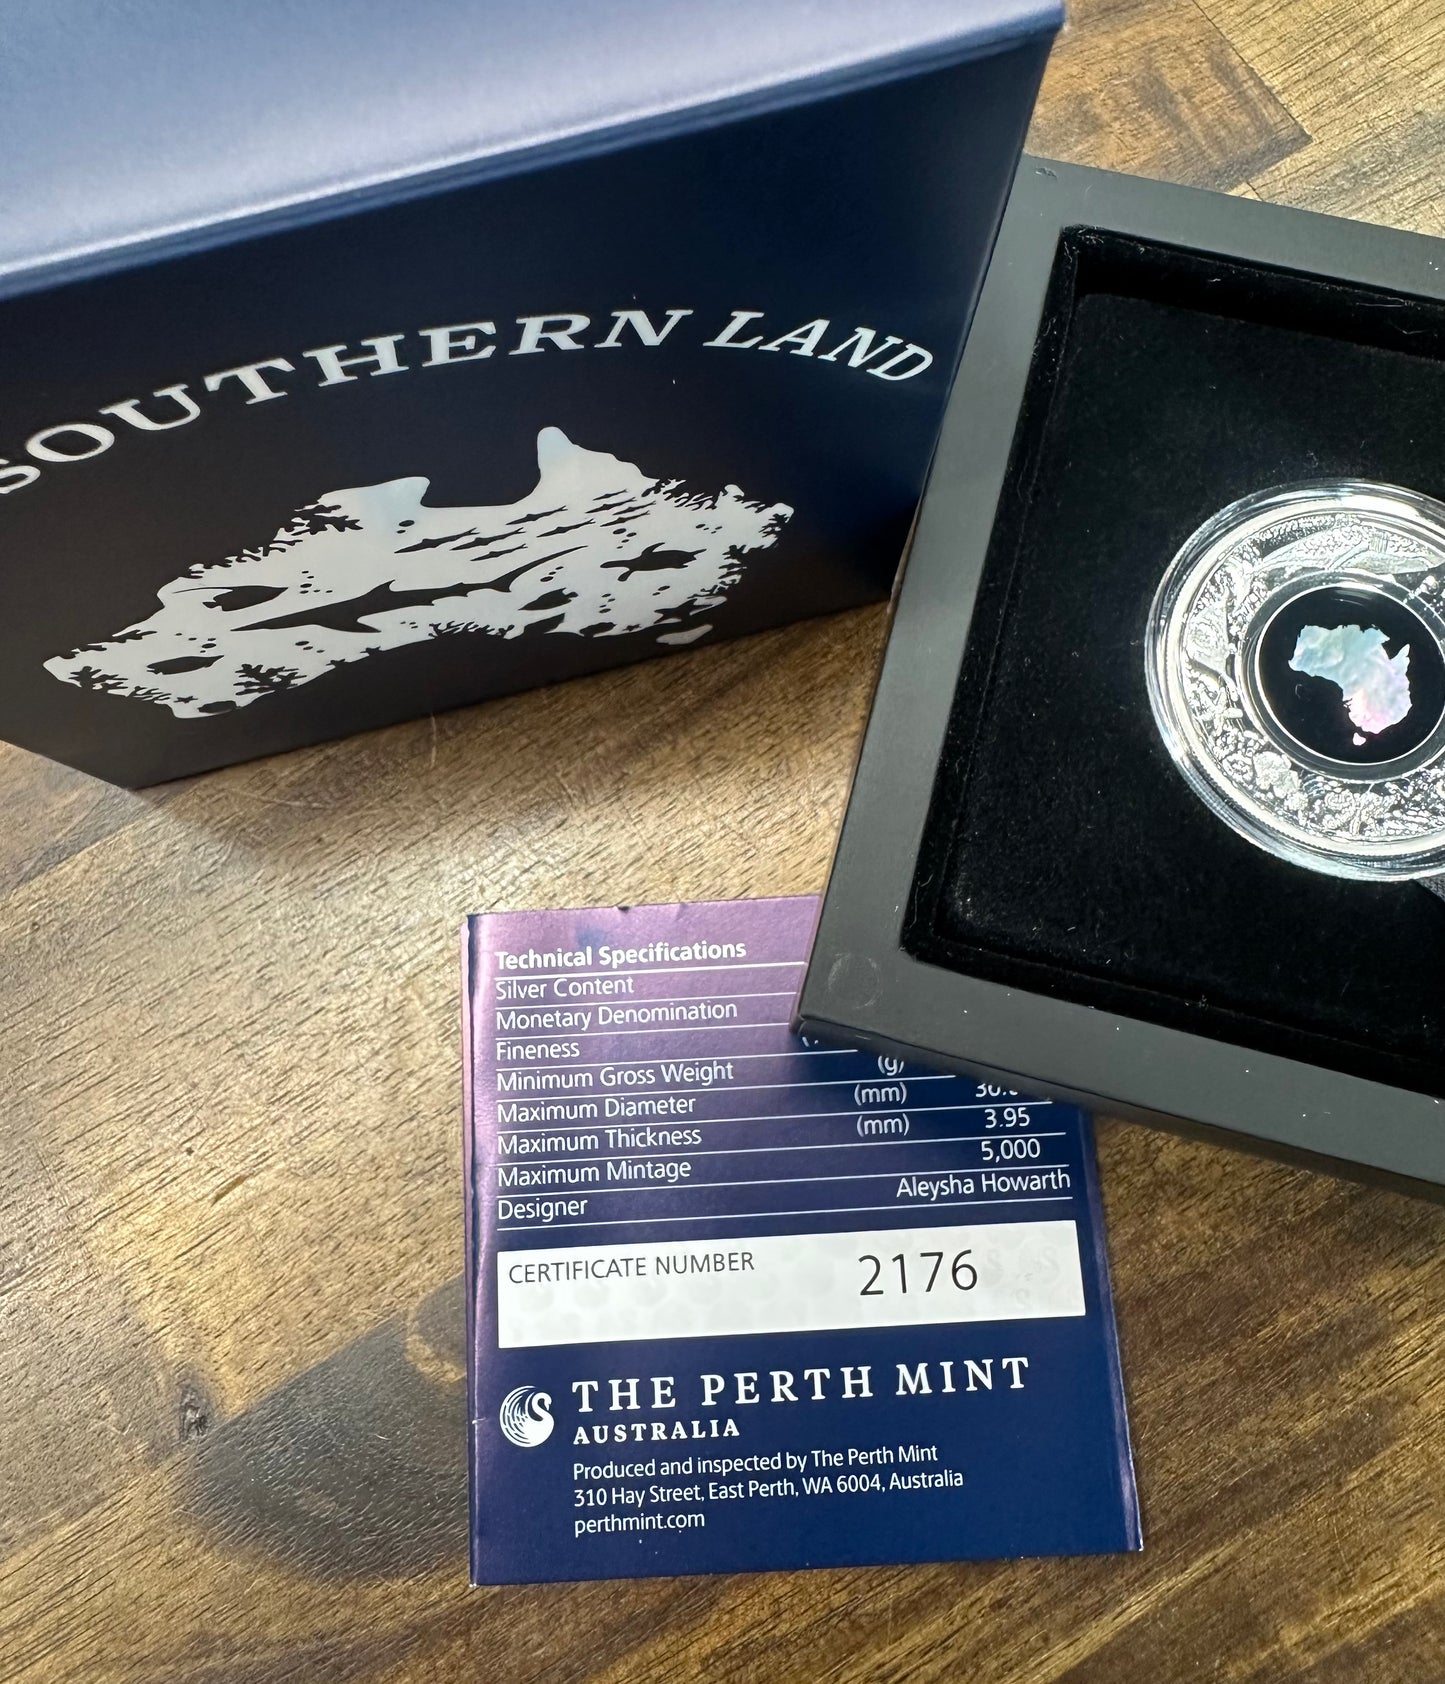 SOUTHERN LAND
Technical Specifications
Silver Content
Monetary Denomination
Fineness
Minimum Gross Weight (g)
Maximum Diameter (mm)
Maximum Thickness (mm) 3.95
Maximum Mintage 5,000
Designer Aleysha Howarth
CERTIFICATE NUMBER 2176
THE PERTH MINT
AUSTRALIA
Produced and inspected by The Perth Mint
310 Hay Street, East Perth, WA 6004, Australia
perthmint.com